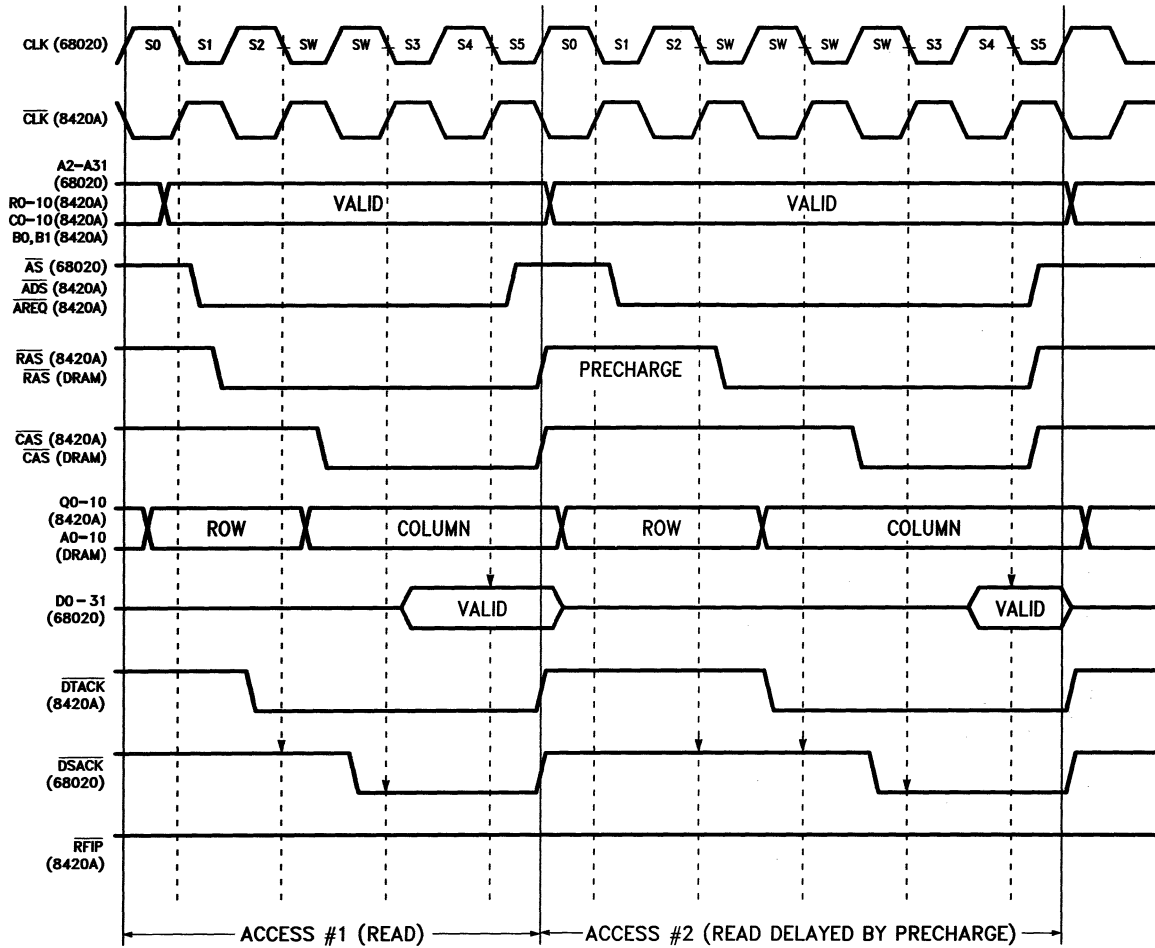 CLK (68020)
S0 S1 S2 SW SW S3 S4 S5 S0 S1 S2 SW SW SW SW S3 S4 S5
CLK (8420A)
A2-A31
(68020)
R0-10 (8420A)
C0-10 (8420A)
B0, B1 (8420A)
VALID VALID
AS (68020)
ADS (8420A)
AREQ (8420A)
RAS (8420A)
RAS (DRAM)
PRECHARGE
CAS (8420A)
CAS (DRAM)
Q0-10
(8420A)
A0-10
(DRAM)
ROW COLUMN ROW COLUMN
D0-31
(68020)
VALID VALID
DTACK
(8420A)
DSACK
(68020)
RFIP
(8420A)
ACCESS #1 (READ) ACCESS #2 (READ DELAYED BY PRECHARGE)